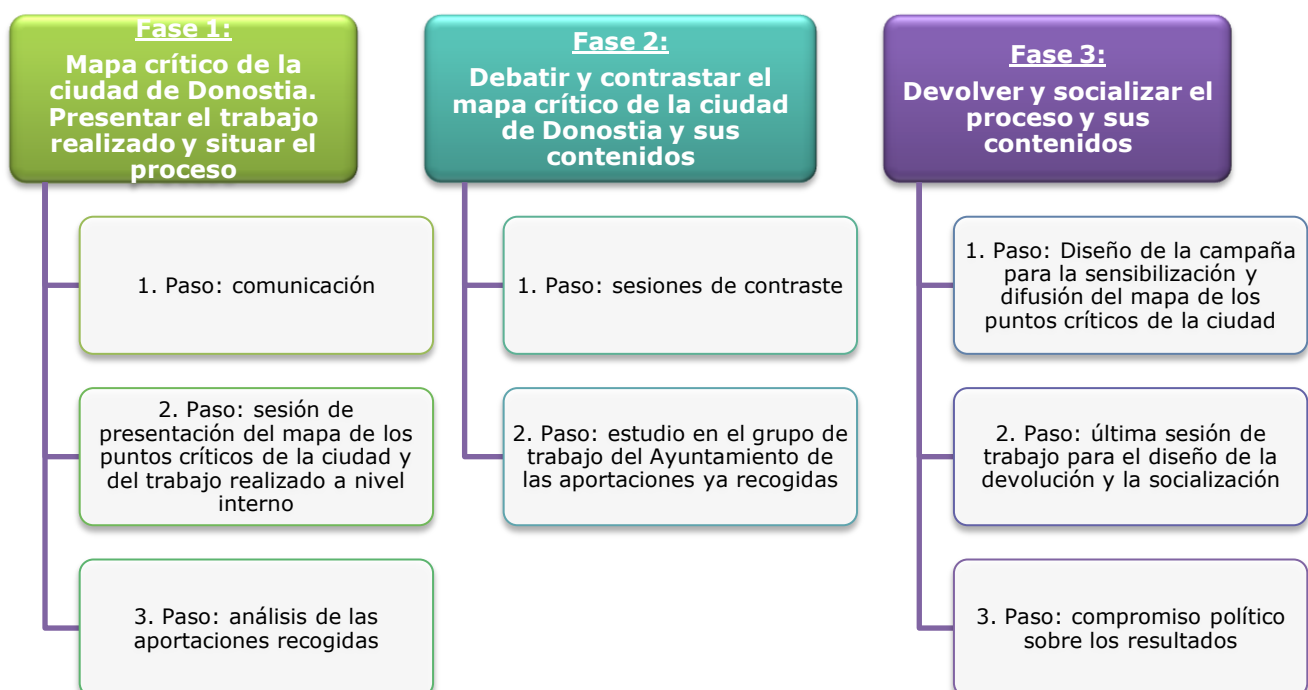 Fase 1:
Mapa crítico de la
ciudad de Donostia.
Presentar el trabajo
realizado y situar el
proceso
1. Paso: comunicación
2. Paso: sesión de
presentación del mapa de los
puntos críticos de la ciudad y
del trabajo realizado a nivel
interno
3. Paso: análisis de las
aportaciones recogidas
Fase 2:
Debatir y contrastar el
mapa crítico de la ciudad
de Donostia y sus
contenidos
1. Paso: sesiones de contraste
2. Paso: estudio en el grupo de
trabajo del Ayuntamiento de
las aportaciones ya recogidas
Fase 3:
Devolver y socializar el
proceso y sus
contenidos
1. Paso: Diseño de la campaña
para la sensibilización y
difusión del mapa de los
puntos críticos de la ciudad
2. Paso: última sesión de
trabajo para el diseño de la
devolución y la socialización
3. Paso: compromiso político
sobre los resultados